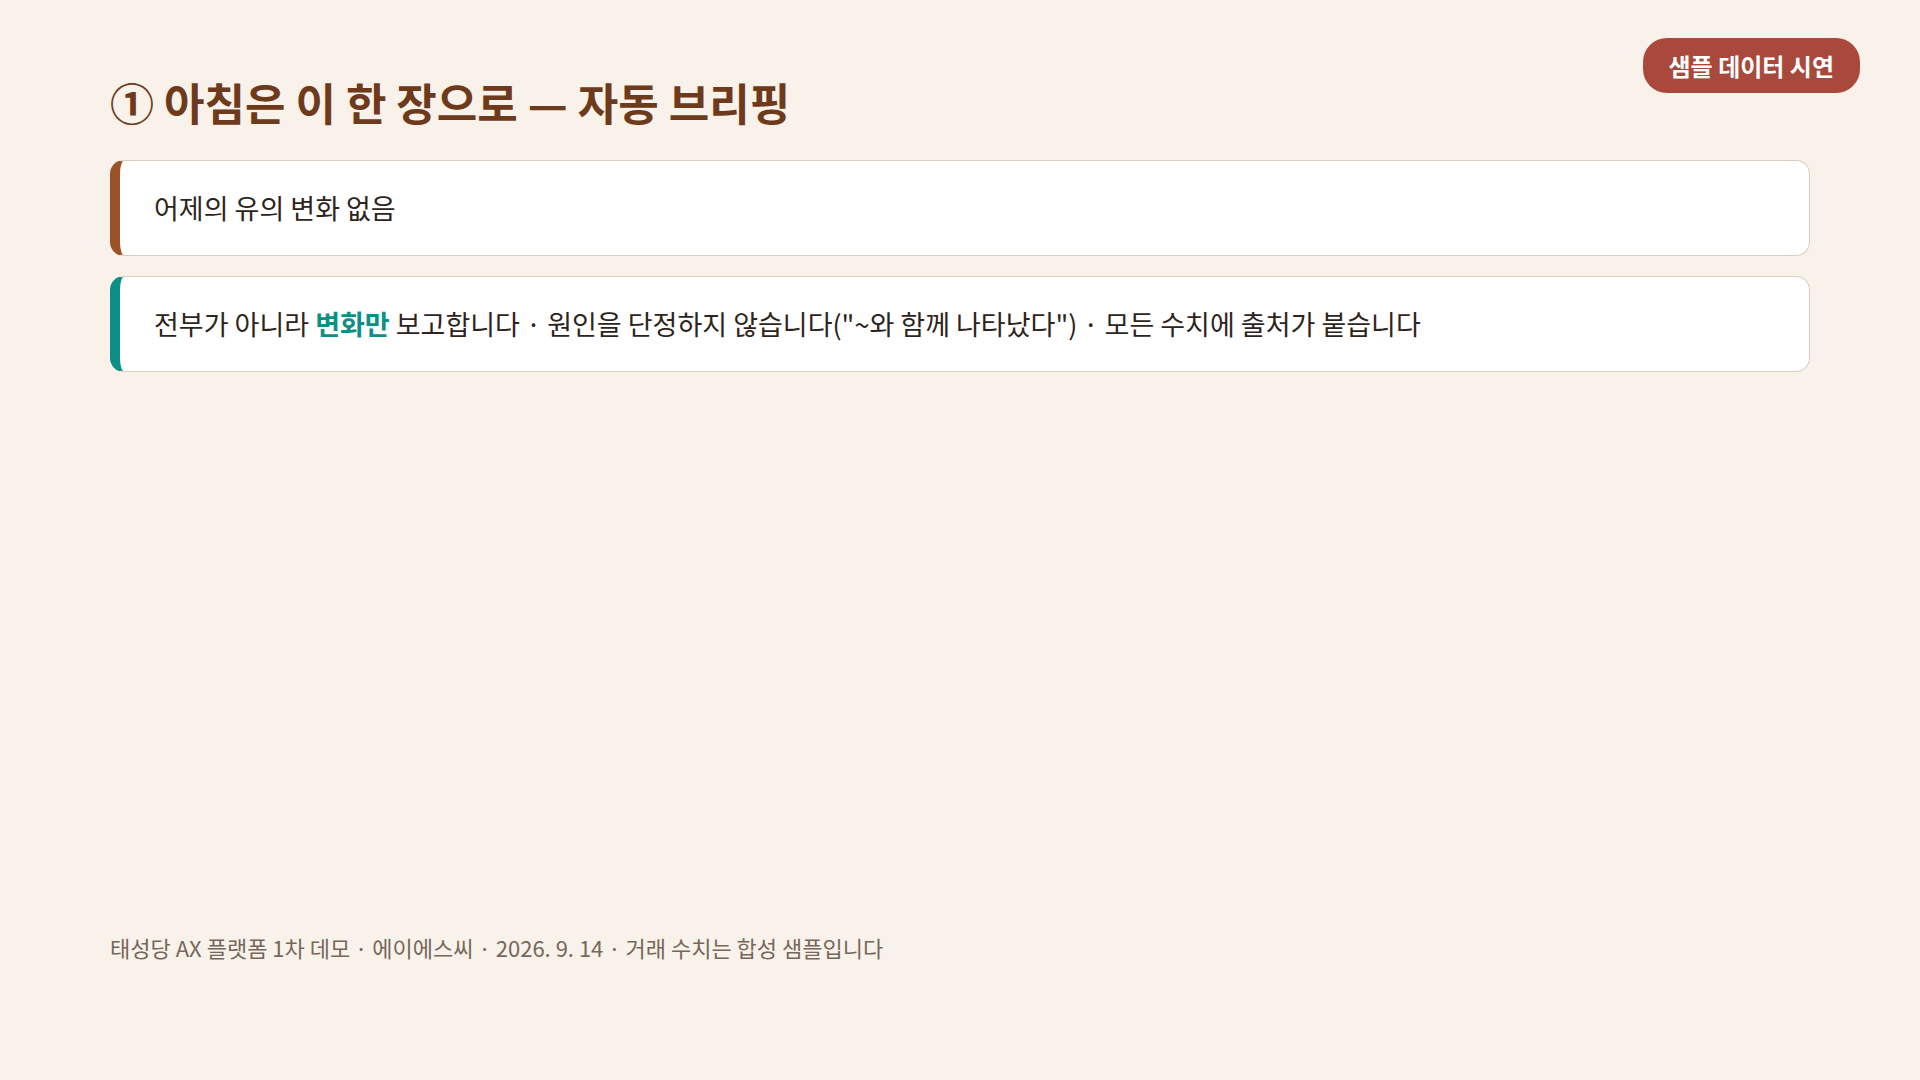 샘플 데이터 시연
① 아침은 이 한 장으로 — 자동 브리핑
어제의 유의 변화 없음
전부가 아니라 변화만 보고합니다 · 원인을 단정하지 않습니다("~와 함께 나타났다") · 모든 수치에 출처가 붙습니다
태성당 AX 플랫폼 1차 데모 · 에이에스씨 · 2026. 9. 14 · 거래 수치는 합성 샘플입니다